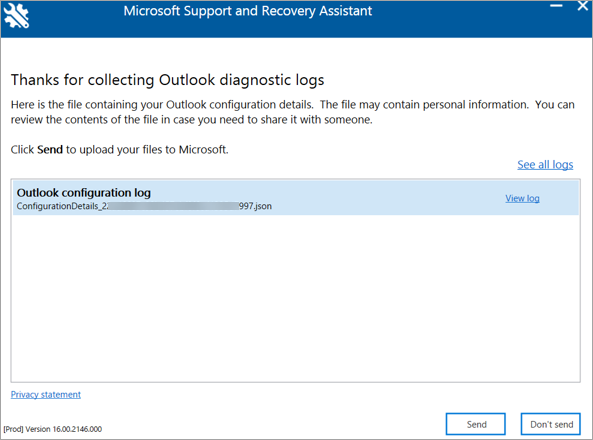 Microsoft Support and Recovery Assistant
Thanks for collecting Outlook diagnostic logs
Here is the file containing your Outlook configuration details. The file may contain personal information. You can
review the contents of the file in case you need to share it with someone.
Click Send to upload your files to Microsoft.
See all logs
Outlook configuration log
View log
ConfigurationDetails_2 997.json
Privacy statement
Send
Don't send
[Prod] Version 16.00.2146.000